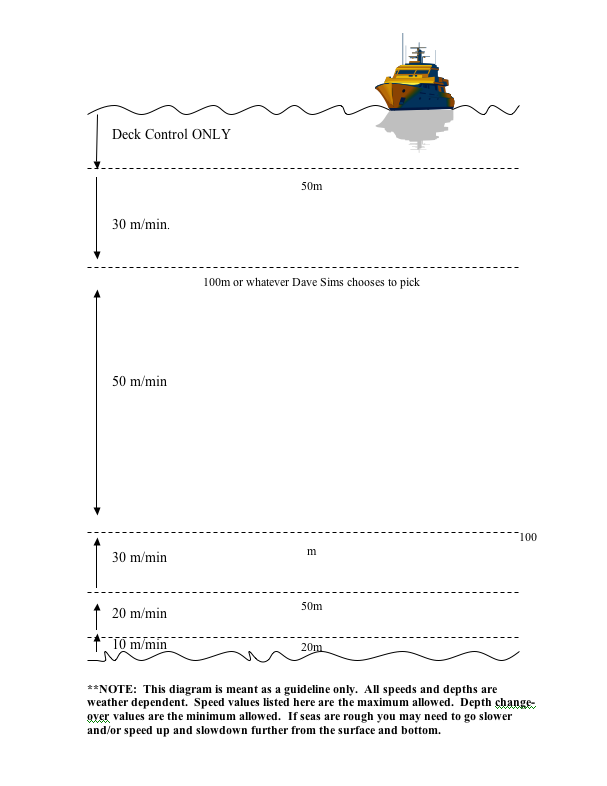 Deck Control ONLY
50m
30 m/min.
100m or whatever Dave Sims chooses to pick
50 m/min
100
m
30 m/min
50m
20 m/min
10 m/min
20m
**NOTE:  This diagram is meant as a guideline only.  All speeds and depths are
weather dependent.  Speed values listed here are the maximum allowed.  Depth change-
over values are the minimum allowed.  If seas are rough you may need to go slower
and/or speed up and slowdown further from the surface and bottom.